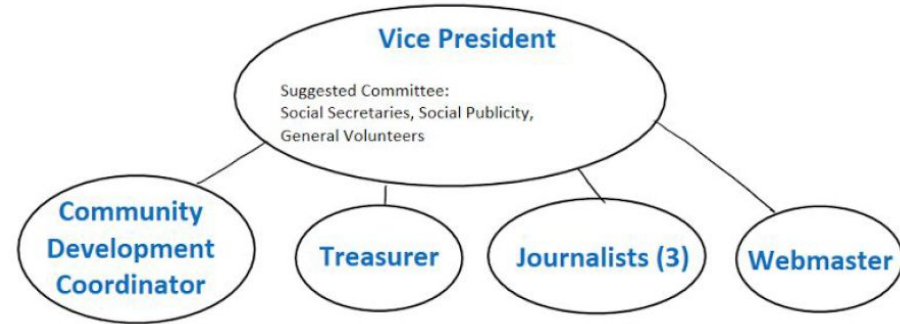 Vice President
Suggested Committee:
Social Secretaries, Social Publicity,
General Volunteers
Community
Development
Coordinator
Treasurer
Journalists (3)
Webmaster